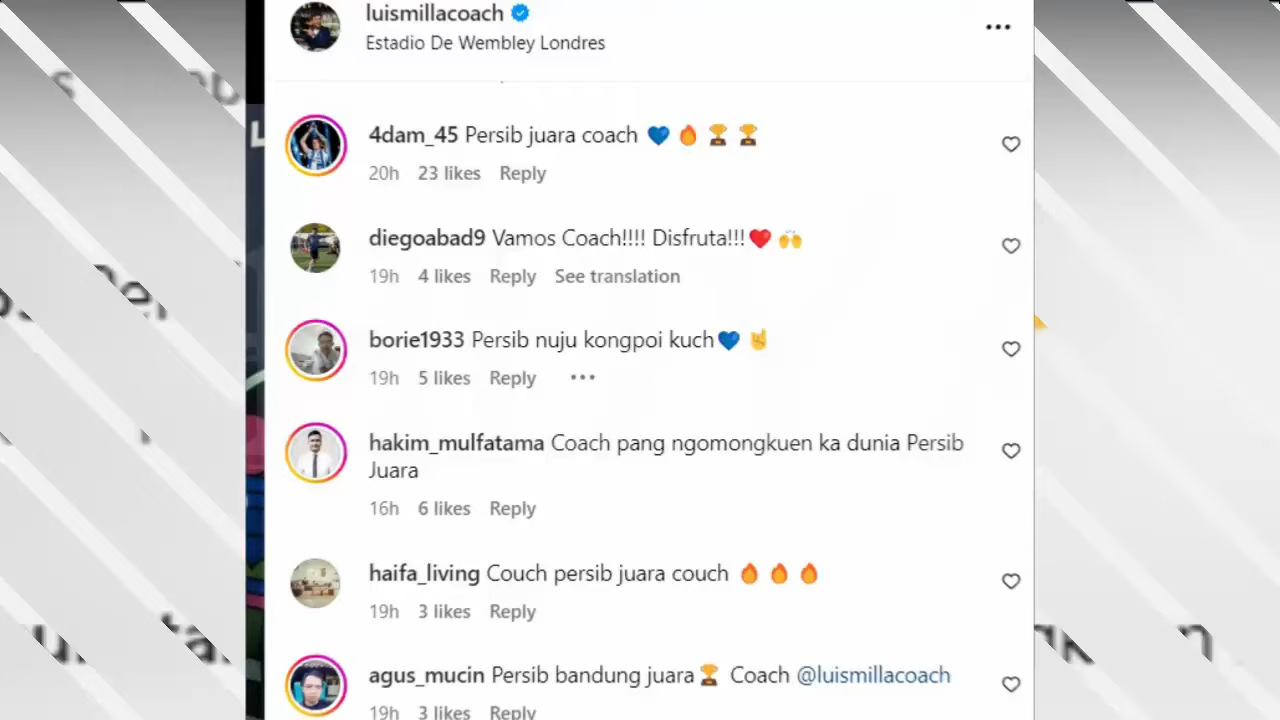 luismillacoach
Estadio De Wembley Londres
4dam_45 Persib juara coach 💙 🔥 🏆 🏆
20h 23 likes Reply
diegoabad9 Vamos Coach!!!! Disfruta!!!❤️ 🙌
19h 4 likes Reply See translation
borie1933 Persib nuju kongpoi kuch💙 🤘
19h 5 likes Reply
hakim_mulfatama Coach pang ngomongkuen ka dunia Persib
Juara
16h 6 likes Reply
haifa_living Couch persib juara couch 🔥 🔥 🔥
19h 3 likes Reply
agus_mucin Persib bandung juara🏆 Coach @luismillacoach
19h 3 likes Reply